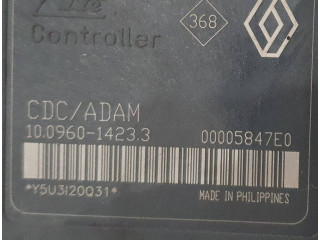 Controller
368
CDC/ADAM
10.0960-1423.3
00005847E0
*Y5U3I20Q31*
MADE IN PHILIPPINES